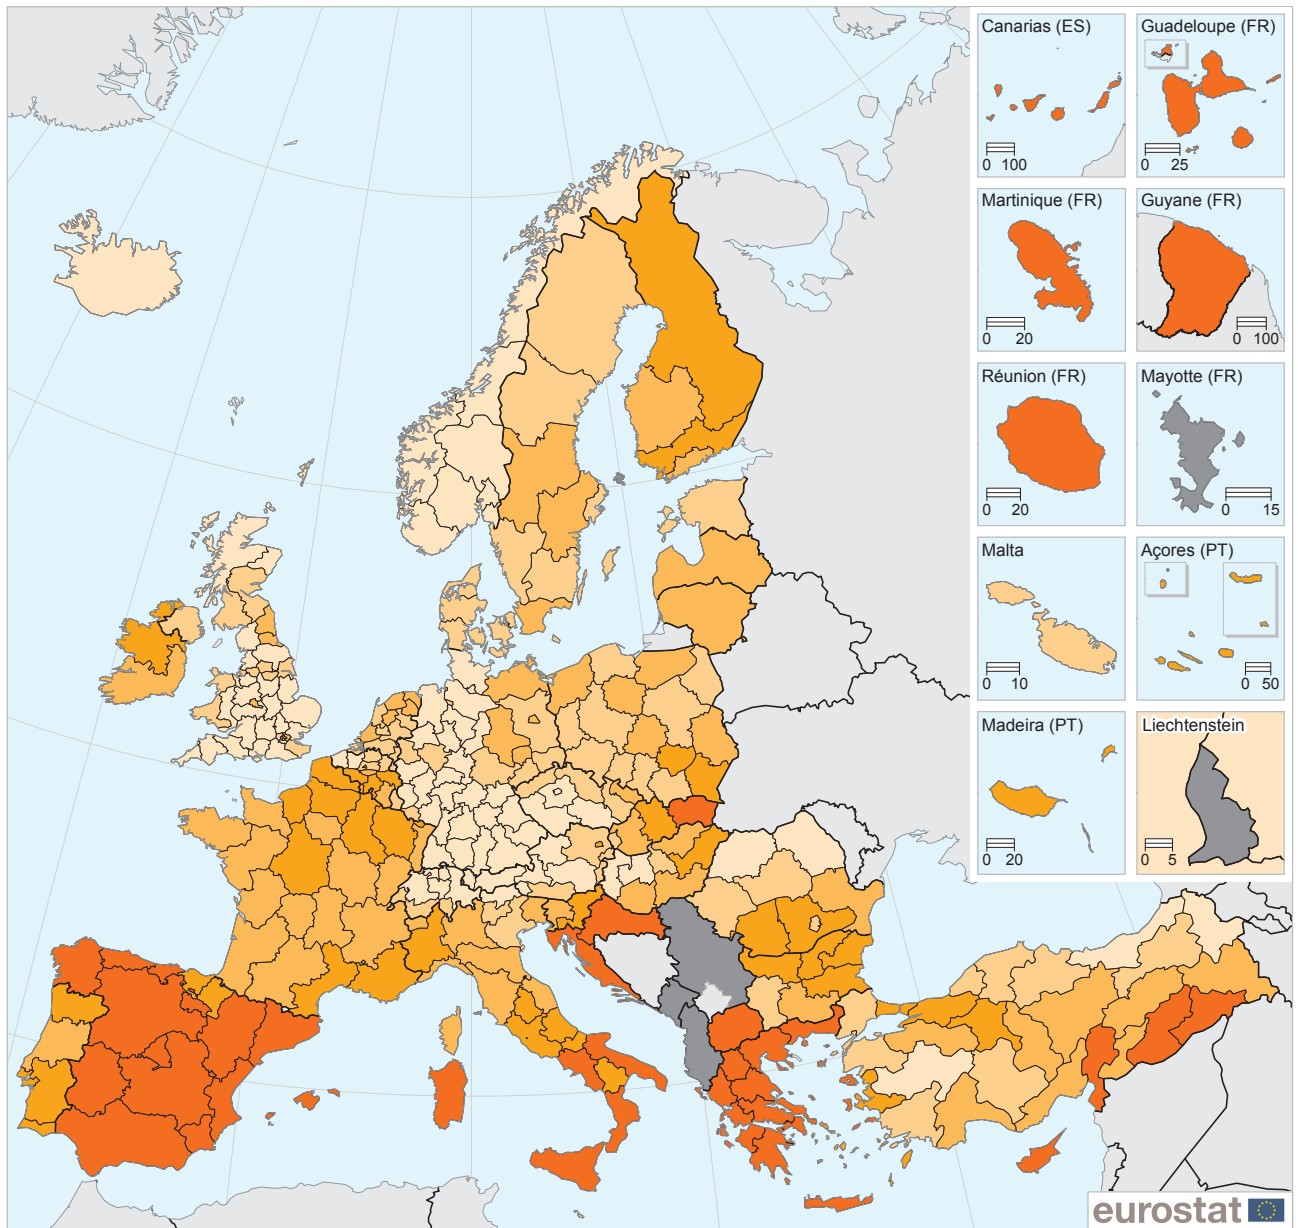 Canarias (ES)
0 100
Guadeloupe (FR)
0 25
Martinique (FR)
0 20
Guyane (FR)
0 100
Réunion (FR)
0 20
Mayotte (FR)
0 15
Malta
0 10
Açores (PT)
0 50
Madeira (PT)
0 20
Liechtenstein
0 5
eurostat